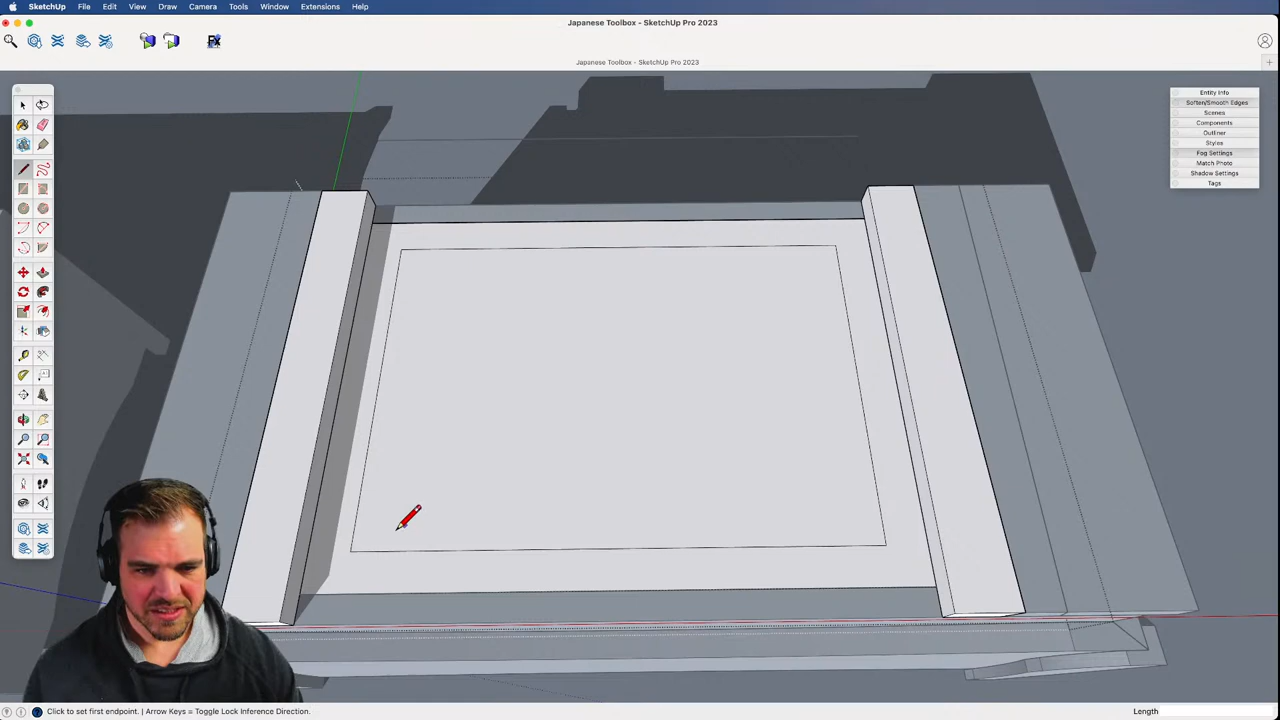 SketchUp File Edit View Draw Camera Tools Window Extensions Help
Japanese Toolbox - SketchUp Pro 2023
Japanese Toolbox - SketchUp Pro 2023
Entity Info
Soften/Smooth Edges
Scenes
Components
Outliner
Styles
Fog Settings
Match Photo
Shadow Settings
Tags
Click to set first endpoint. | Arrow Keys = Toggle Lock Inference Direction.
Length